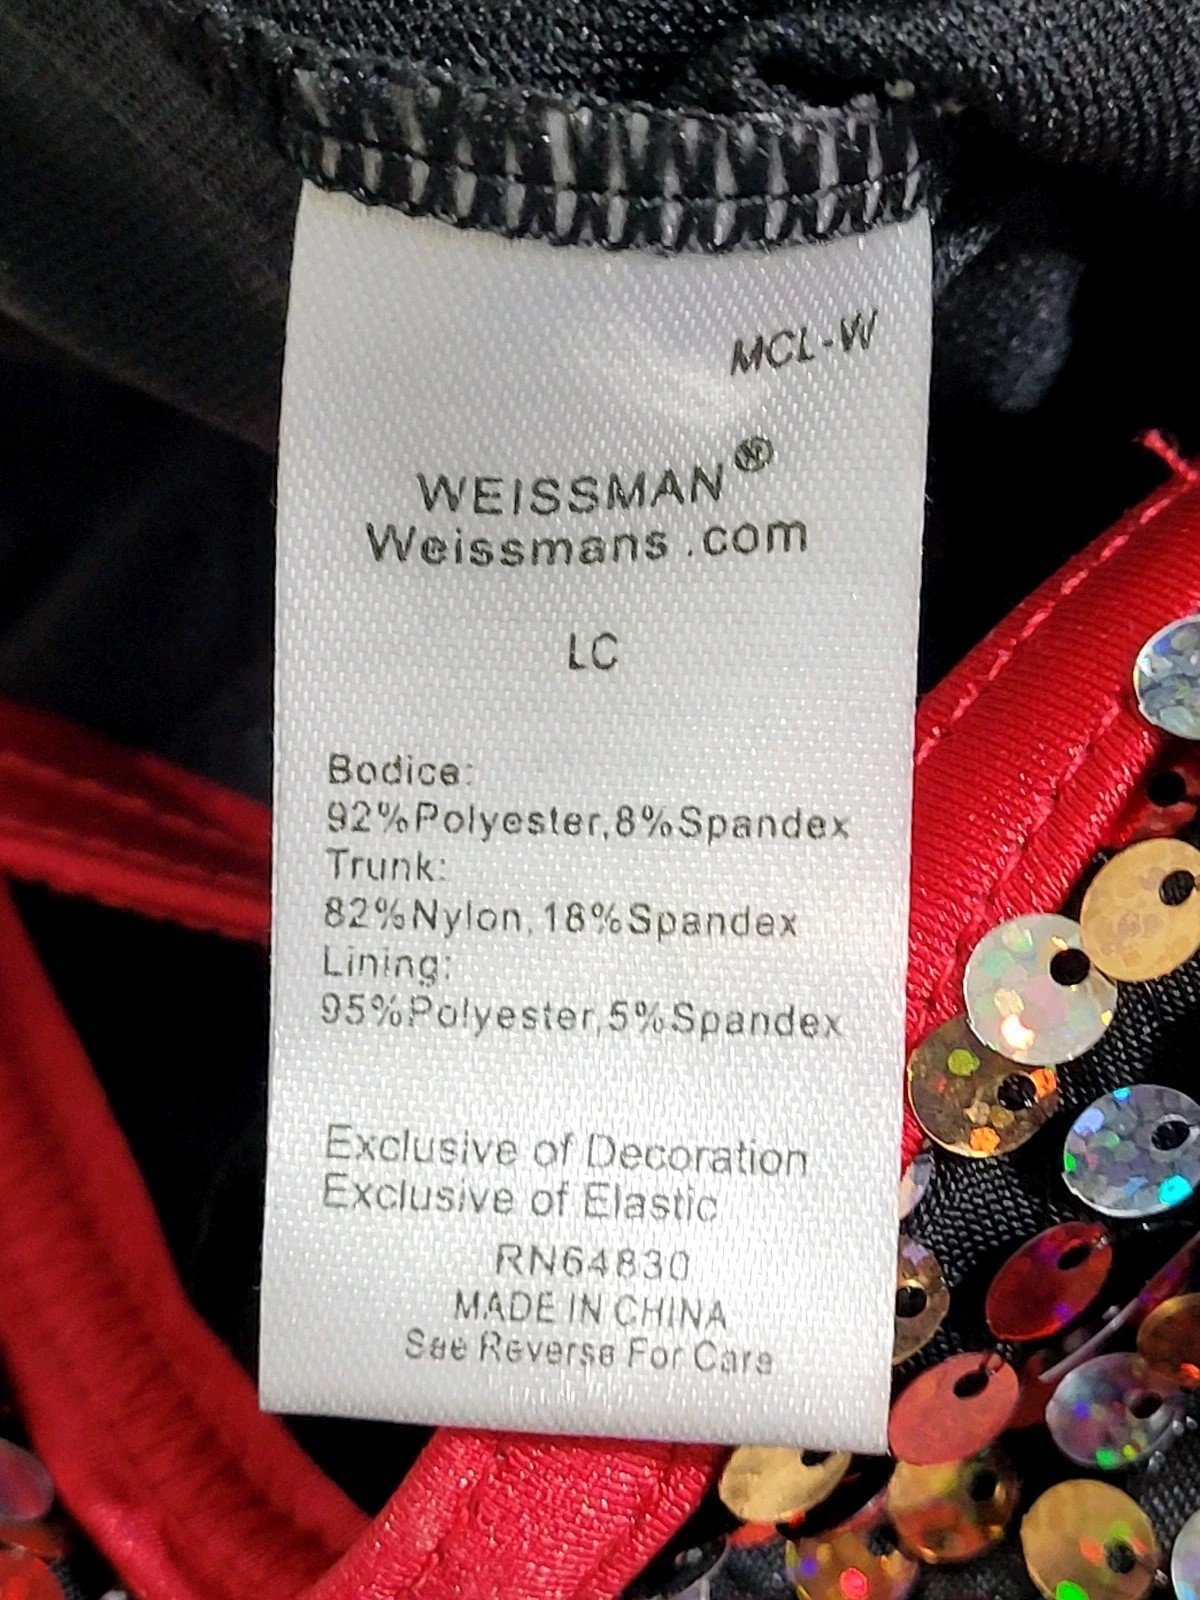 MCL-W
WEISSMAN®
Weissmans.com
LC
Bodice:
92%Polyester,8%Spandex
Trunk:
82%Nylon,18%Spandex
Lining:
95%Polyester,5%Spandex
Exclusive of Decoration
Exclusive of Elastic
RN64830
MADE IN CHINA
See Reverse For Care